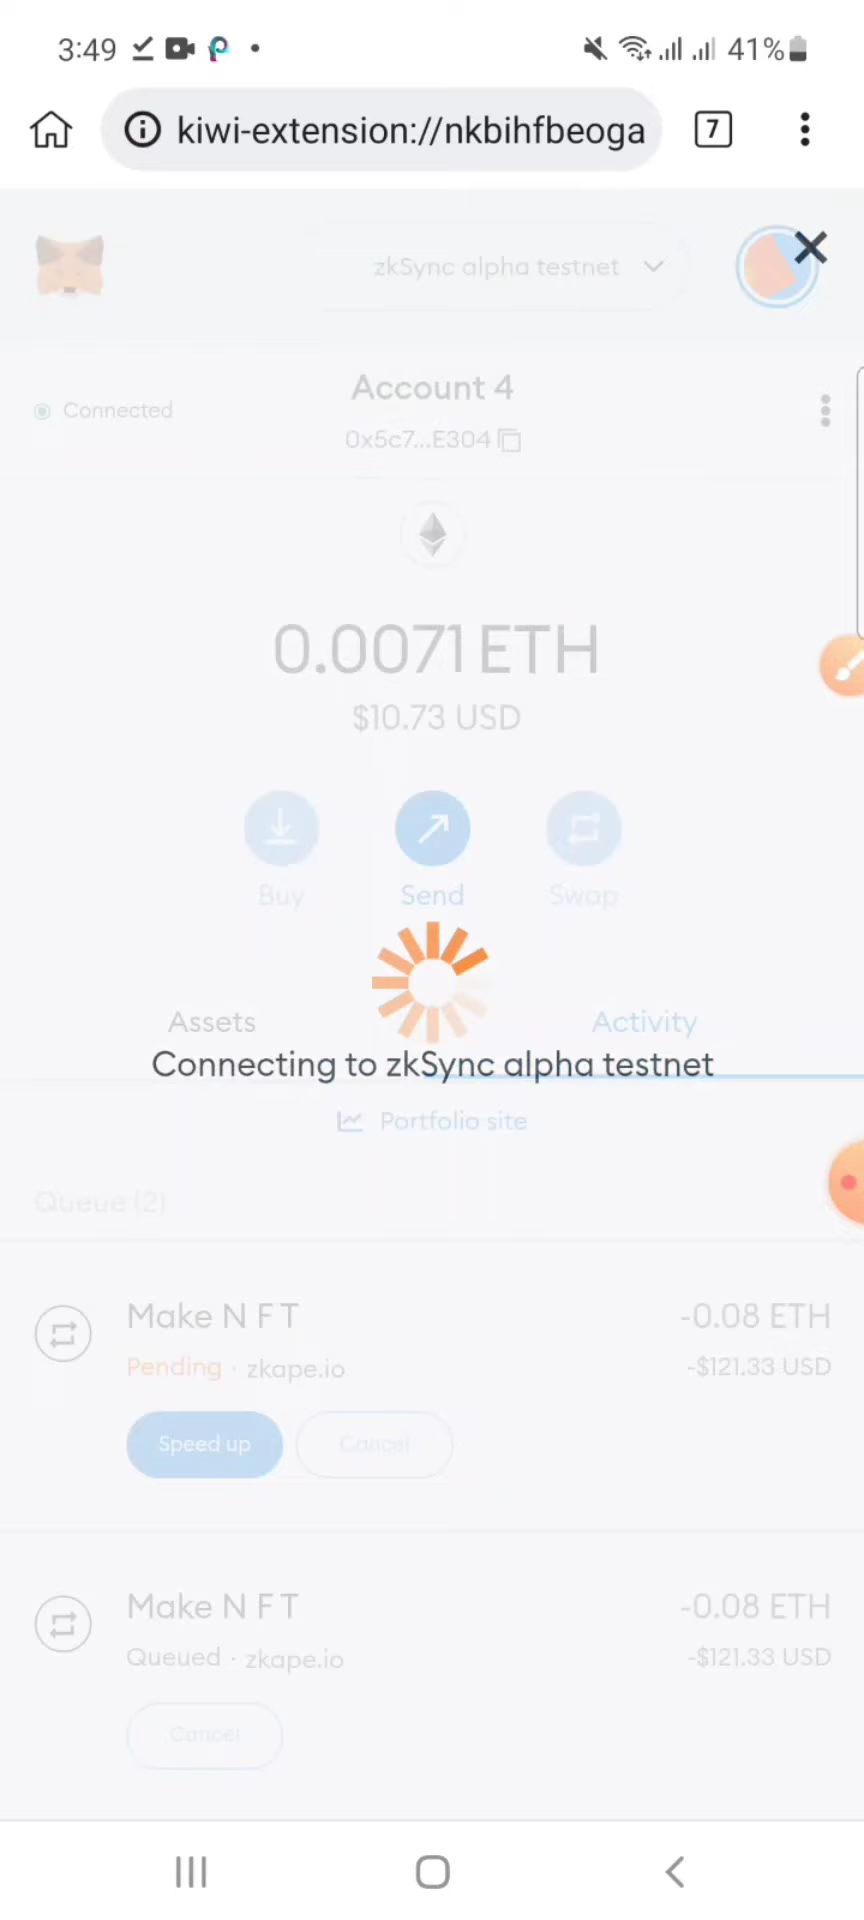 3:49
41%
kiwi-extension://nkbihfbeoga
7
zkSync alpha testnet
Account 4
Connected
0x5c7...E304
0.0071 ETH
$10.73 USD
Buy
Send
Swap
Assets
Activity
Connecting to zkSync alpha testnet
Portfolio site
Queue (2)
Make N F T
-0.08 ETH
Pending · zkape.io
-$121.33 USD
Speed up
Cancel
Make N F T
-0.08 ETH
Queued · zkape.io
-$121.33 USD
Cancel